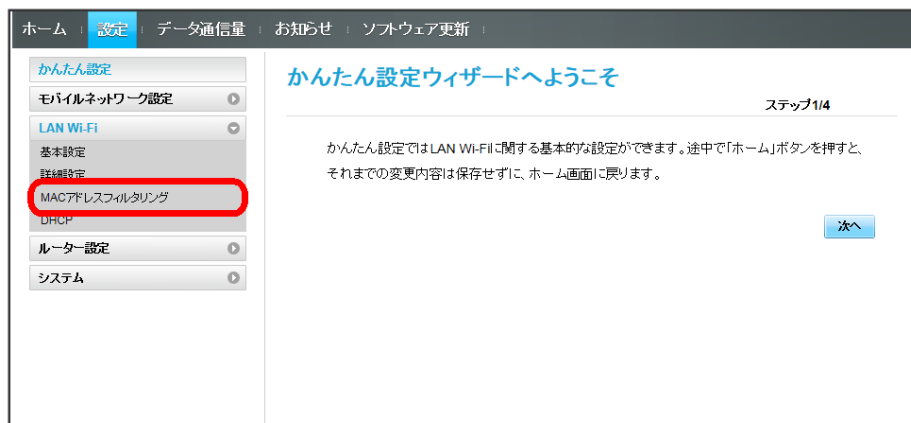 ホーム 設定 データ通信量 お知らせ ソフトウェア更新
かんたん設定
モバイルネットワーク設定
LAN Wi-Fi
基本設定
詳細設定
MACアドレスフィルタリング
DHCP
ルーター設定
システム
かんたん設定ウィザードへようこそ
ステップ1/4
かんたん設定ではLAN Wi-Fiに関する基本的な設定ができます。途中で「ホーム」ボタンを押すと、
それまでの変更内容は保存せずに、ホーム画面に戻ります。
次へ